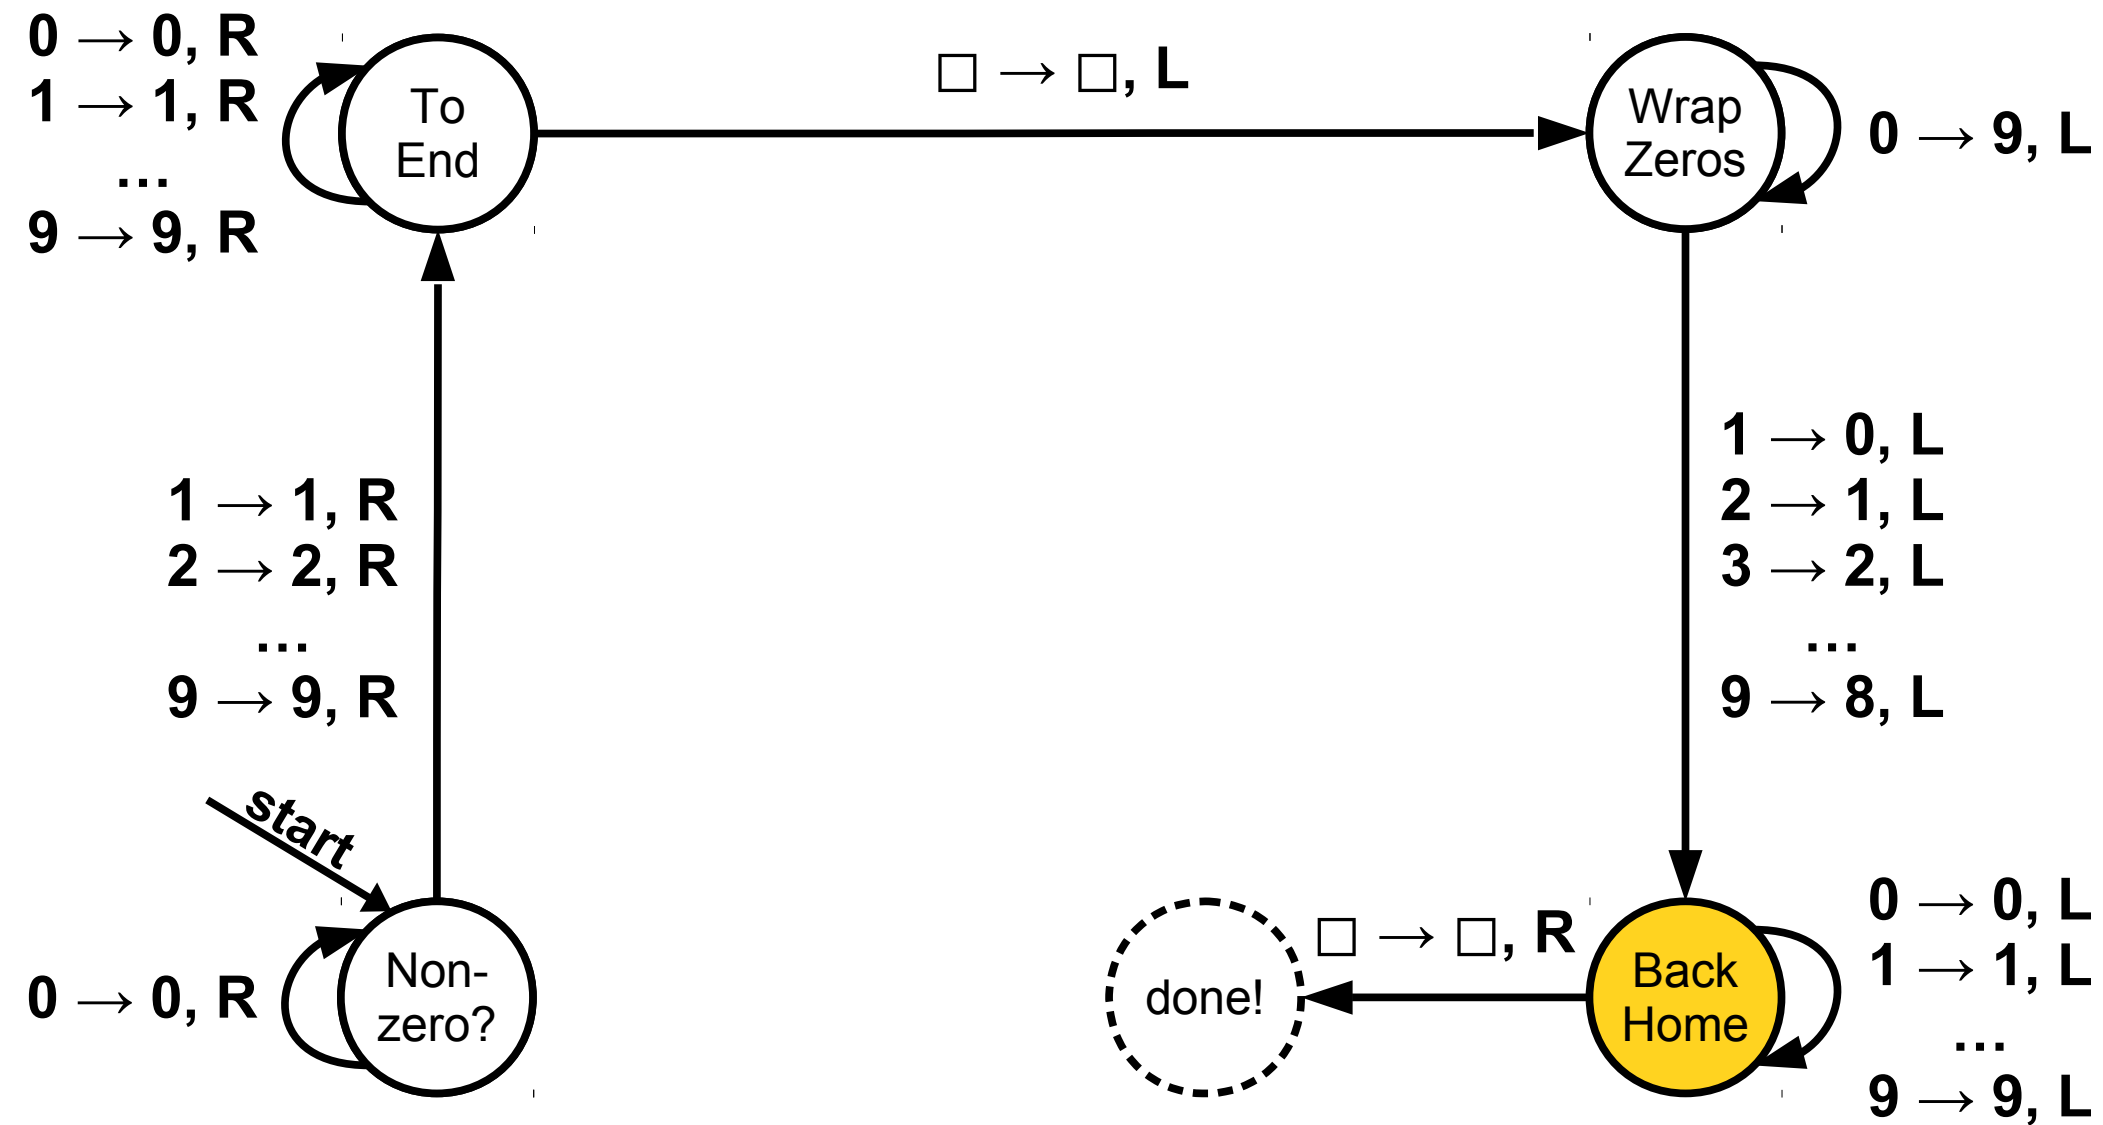 0 → 0, R
1 → 1, R
...
9 → 9, R
To
End
□ → □, L
Wrap
Zeros
0 → 9, L
1 → 1, R
2 → 2, R
...
9 → 9, R
1 → 0, L
2 → 1, L
3 → 2, L
...
9 → 8, L
start
Non-
zero?
0 → 0, R
done!
□ → □, R
Back
Home
0 → 0, L
1 → 1, L
...
9 → 9, L